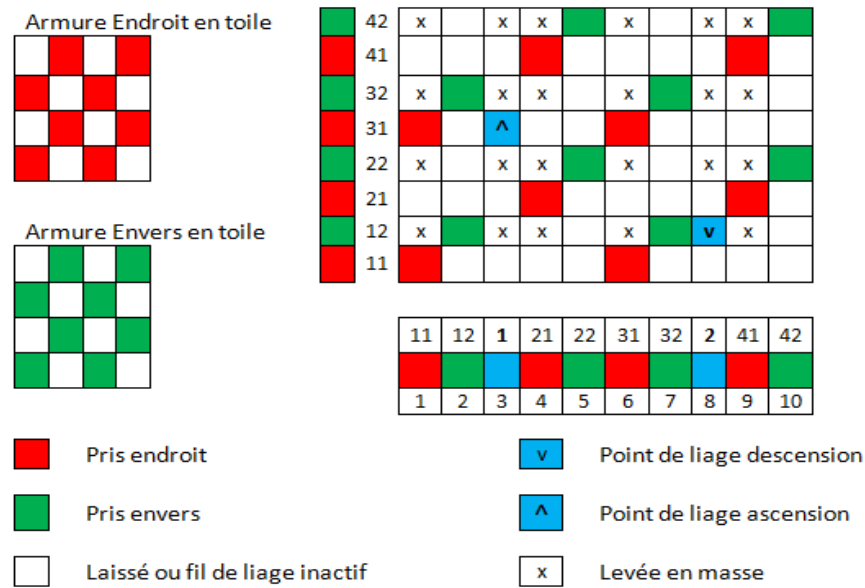 Armure Endroit en toile
42 x x x x x x x
41
32 x x x x x x
31 ^
22 x x x x x x
21
12 x x x x v x
11
Armure Envers en toile
11 12 1 21 22 31 32 2 41 42
1 2 3 4 5 6 7 8 9 10
Pris endroit
v Point de liage descension
Pris envers
^ Point de liage ascension
Laissé ou fil de liage inactif
x Levée en masse